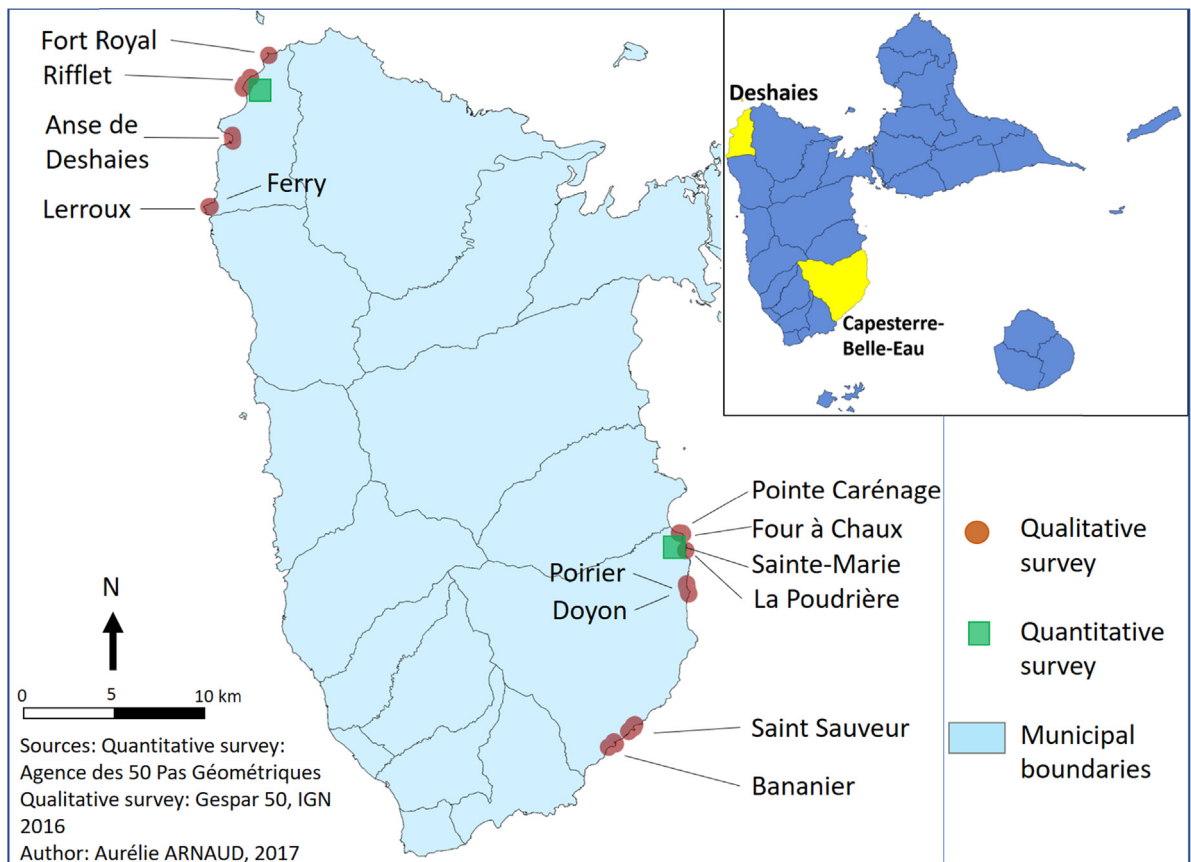 Fort Royal
Rifflet
Anse de
Deshaies
Ferry
Lerroux
Deshaies
Capesterre-
Belle-Eau
Pointe Carénage
Four à Chaux
Sainte-Marie
La Poudrière
Poirier
Doyon
Saint Sauveur
Bananier
Qualitative
survey
Quantitative
survey
Municipal
boundaries
N
0 5 10 km
Sources: Quantitative survey:
Agence des 50 Pas Géométriques
Qualitative survey: Gespar 50, IGN
2016
Author: Aurélie ARNAUD, 2017